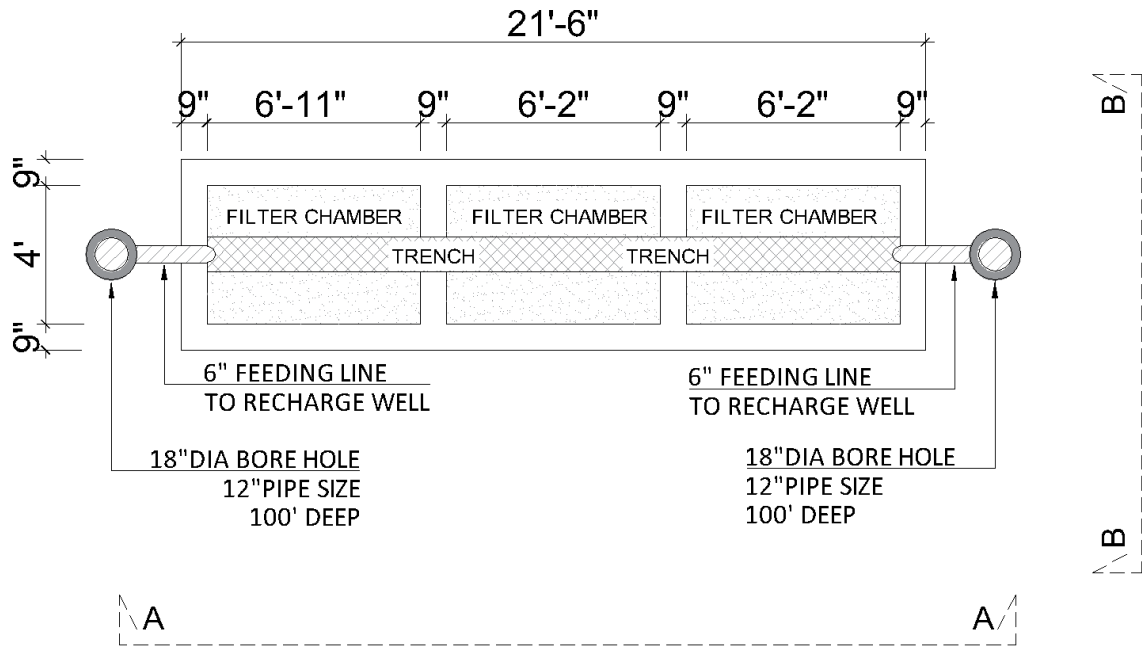 21'-6"
9" 6'-11" 9" 6'-2" 9" 6'-2" 9"
9"
4'
9"
FILTER CHAMBER FILTER CHAMBER FILTER CHAMBER
TRENCH TRENCH
6" FEEDING LINE
TO RECHARGE WELL
6" FEEDING LINE
TO RECHARGE WELL
18"DIA BORE HOLE
12"PIPE SIZE
100' DEEP
18"DIA BORE HOLE
12"PIPE SIZE
100' DEEP
B
B
A A